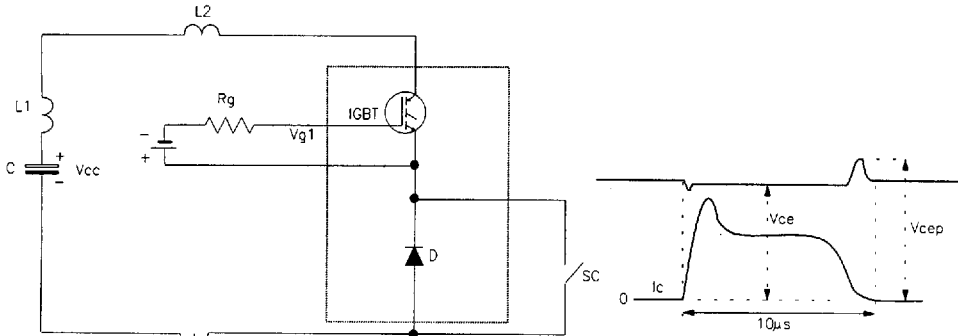 L2
L1
Rg
IGBT
Vg1
-
+
+
C
Vcc
-
D
SC
Vce
Vcep
Ic
0
10µs